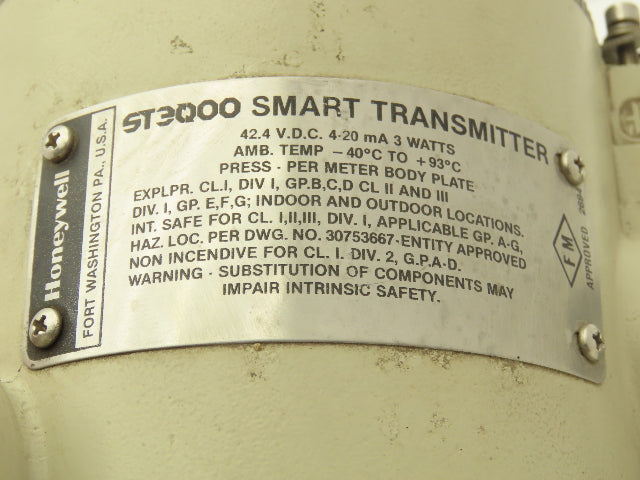 Honeywell
FORT WASHINGTON PA., U.S.A.
ST3000 SMART TRANSMITTER
42.4 V.D.C. 4-20 mA 3 WATTS
AMB. TEMP -40°C TO +93°C
PRESS - PER METER BODY PLATE
EXPLPR. CL.I, DIV I, GP.B,C,D CL II AND III
DIV. I, GP. E,F,G; INDOOR AND OUTDOOR LOCATIONS.
INT. SAFE FOR CL. I,II,III, DIV. I, APPLICABLE GP. A-G,
HAZ. LOC. PER DWG. NO. 30753667-ENTITY APPROVED
NON INCENDIVE FOR CL. I. DIV. 2, G.P.A-D.
WARNING - SUBSTITUTION OF COMPONENTS MAY
IMPAIR INTRINSIC SAFETY.
FM
APPROVED